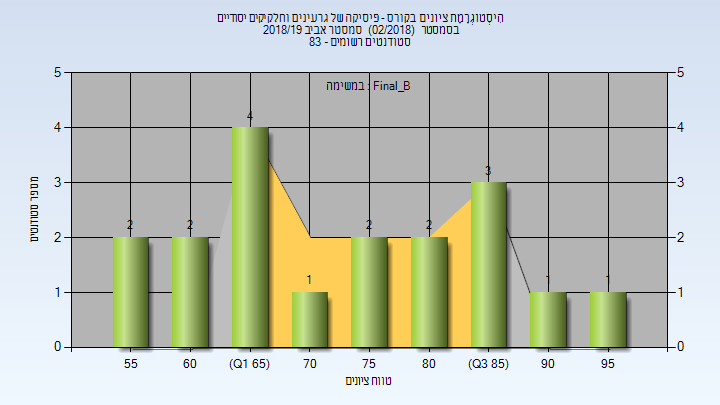 היסטוגרמת ציונים בקורס - פיסיקה של גרעינים וחלקיקים יסודיים
בסמסטר (02/2018) סמסטר אביב 2018/19
סטודנטים רשומים - 83
במשימה : Final_B
5 5
4 4
3 3
2 2
1 1
0 0
2 2 4 1 2 2 3 1 1
מספר סטודנטים
55 60 (Q1 65) 70 75 80 (Q3 85) 90 95
טווח ציונים